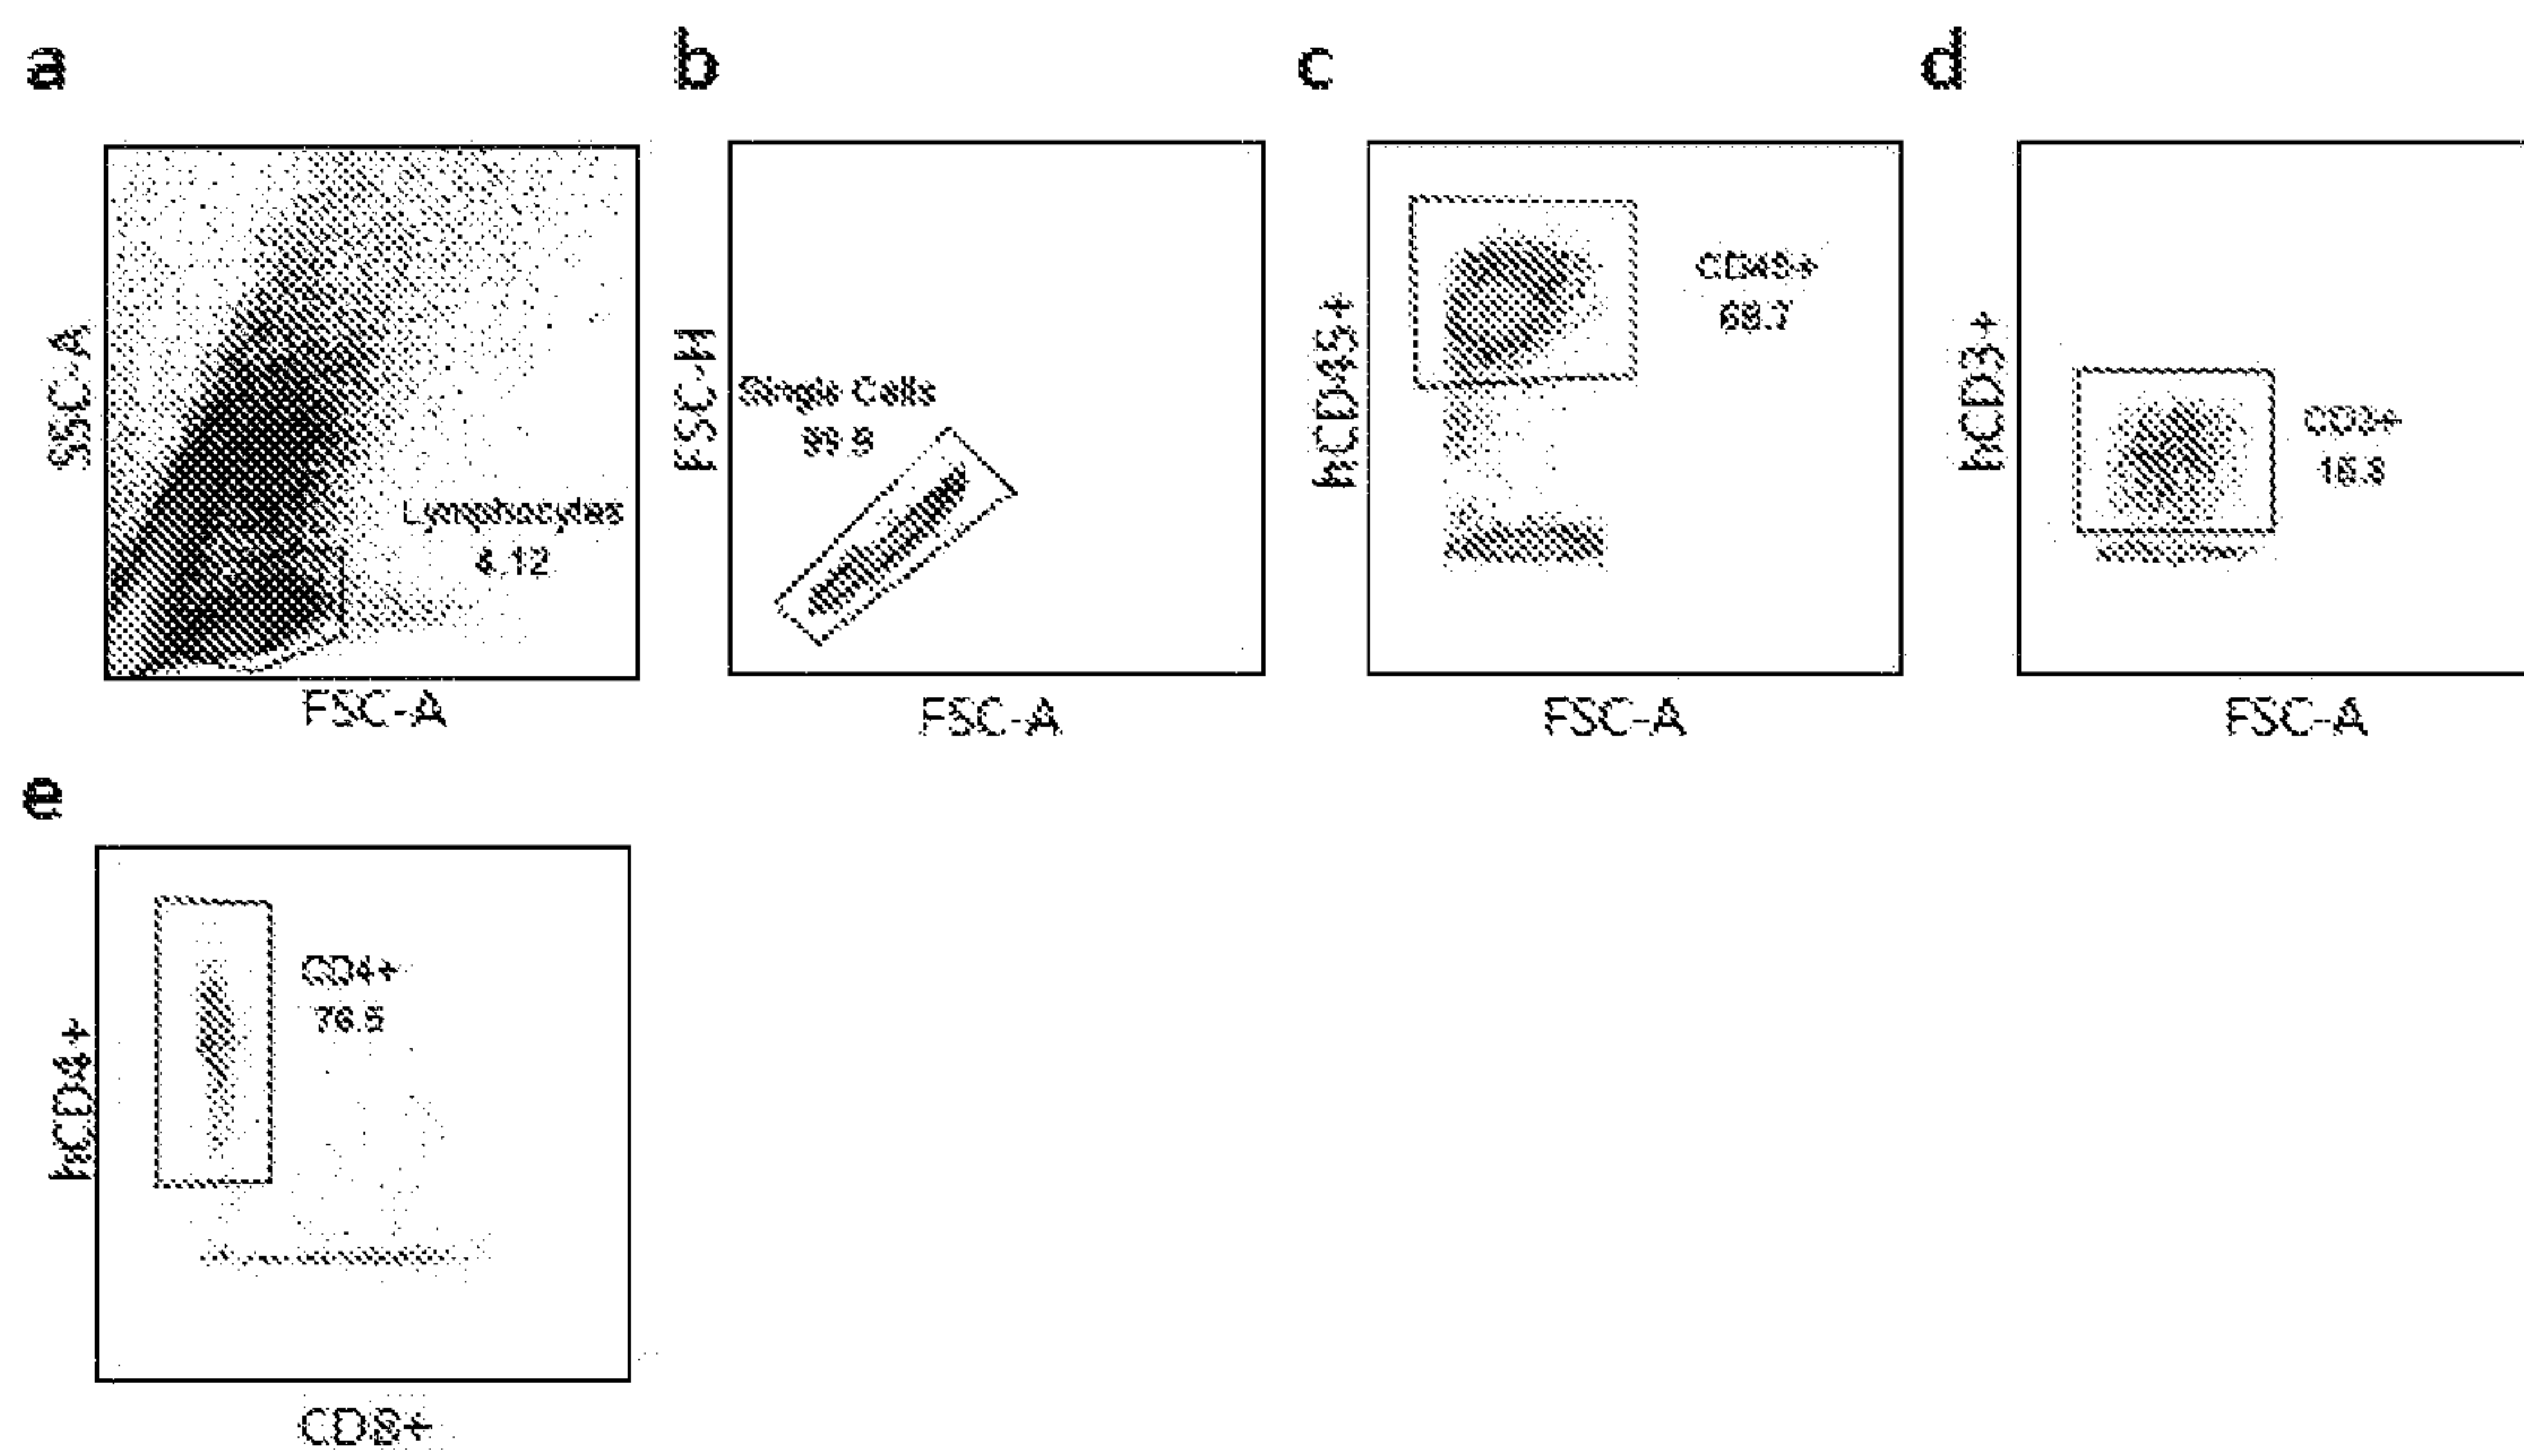 a
b
c
d
SSC-A
Lymphocytes
4.12
FSC-A
FSC-H
Single Cells
FSC-A
hCD45+
CD45+
68.7
FSC-A
hCD3+
CD3+
FSC-A
e
hCD4+
CD4+
76.5
CD8+